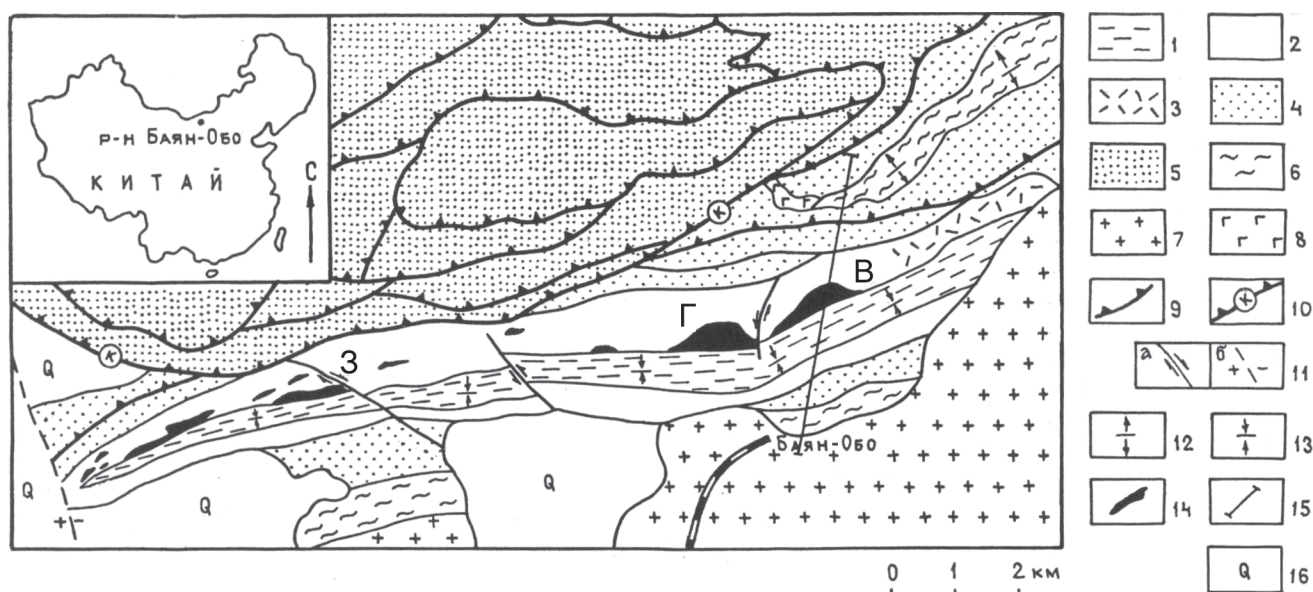 р-н Баян-Обо
КИТАЙ
С
К
К
В
Г
З
Q
Q
Q
Q
Баян-Обо
+ -
0 1 2 км
1
2
3
4
5
6
7
8
9
К
10
а
б
+ -
11
12
13
14
15
Q
16